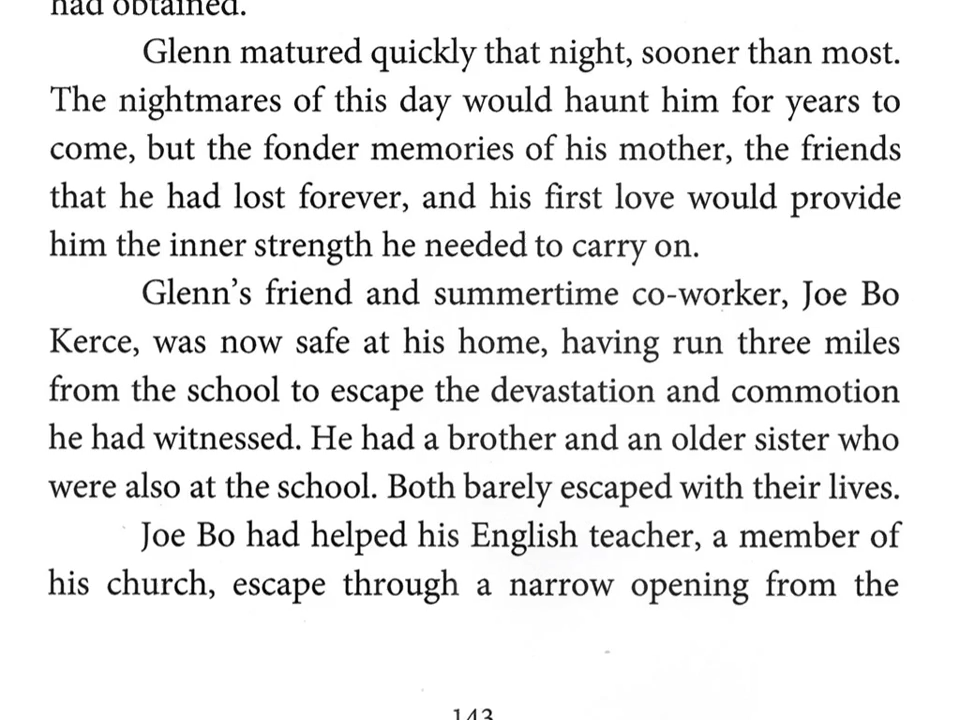 had obtained.
Glenn matured quickly that night, sooner than most.
The nightmares of this day would haunt him for years to
come, but the fonder memories of his mother, the friends
that he had lost forever, and his first love would provide
him the inner strength he needed to carry on.
Glenn’s friend and summertime co-worker, Joe Bo
Kerce, was now safe at his home, having run three miles
from the school to escape the devastation and commotion
he had witnessed. He had a brother and an older sister who
were also at the school. Both barely escaped with their lives.
Joe Bo had helped his English teacher, a member of
his church, escape through a narrow opening from the
143